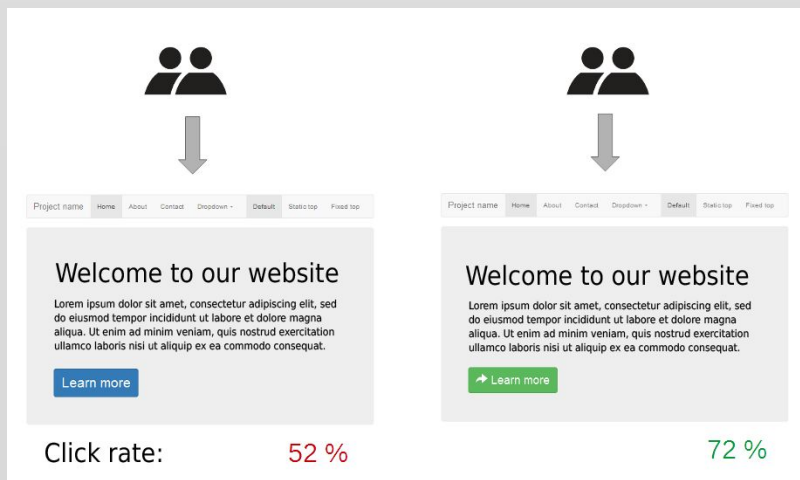 Project name Home About Contact Dropdown Default Static top Fixed top
Welcome to our website
Lorem ipsum dolor sit amet, consectetur adipiscing elit, sed
do eiusmod tempor incididunt ut labore et dolore magna
aliqua. Ut enim ad minim veniam, quis nostrud exercitation
ullamco laboris nisi ut aliquip ex ea commodo consequat.
Learn more
Click rate: 52 %
Project name Home About Contact Dropdown Default Static top Fixed top
Welcome to our website
Lorem ipsum dolor sit amet, consectetur adipiscing elit, sed
do eiusmod tempor incididunt ut labore et dolore magna
aliqua. Ut enim ad minim veniam, quis nostrud exercitation
ullamco laboris nisi ut aliquip ex ea commodo consequat.
Learn more
72 %